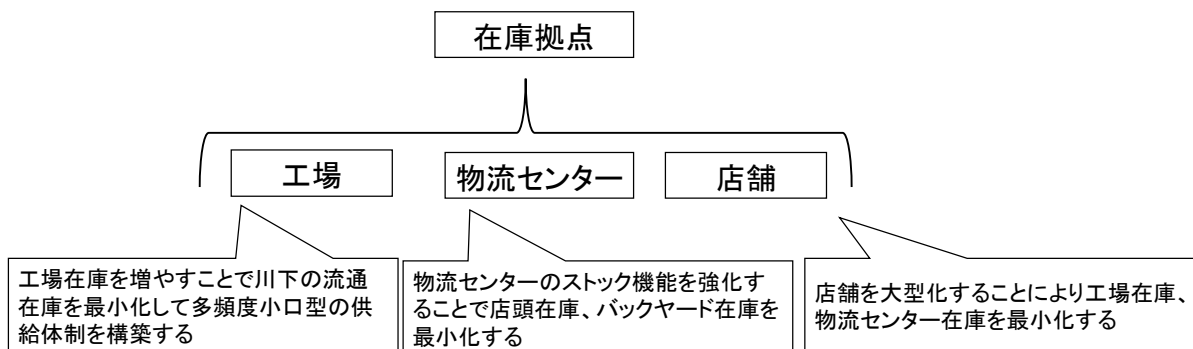 在庫拠点
工場
物流センター
店舗
工場在庫を増やすことで川下の流通
在庫を最小化して多頻度小口型の供
給体制を構築する
物流センターのストック機能を強化す
ることで店頭在庫、バックヤード在庫を
最小化する
店舗を大型化することにより工場在庫、
物流センター在庫を最小化する